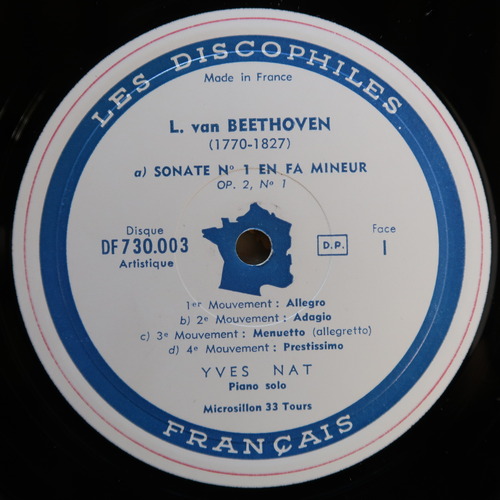 LES DISCOPHILES
Made in France
L. van BEETHOVEN
(1770-1827)
a) SONATE Nº 1 EN FA MINEUR
OP. 2, Nº 1
Disque
DF 730.003
Artistique
D.P.
Face
I
1er Mouvement : Allegro
b) 2e Mouvement : Adagio
c) 3e Mouvement : Menuetto (allegretto)
d) 4e Mouvement : Prestissimo
YVES NAT
Piano solo
Microsillon 33 Tours
FRANÇAIS